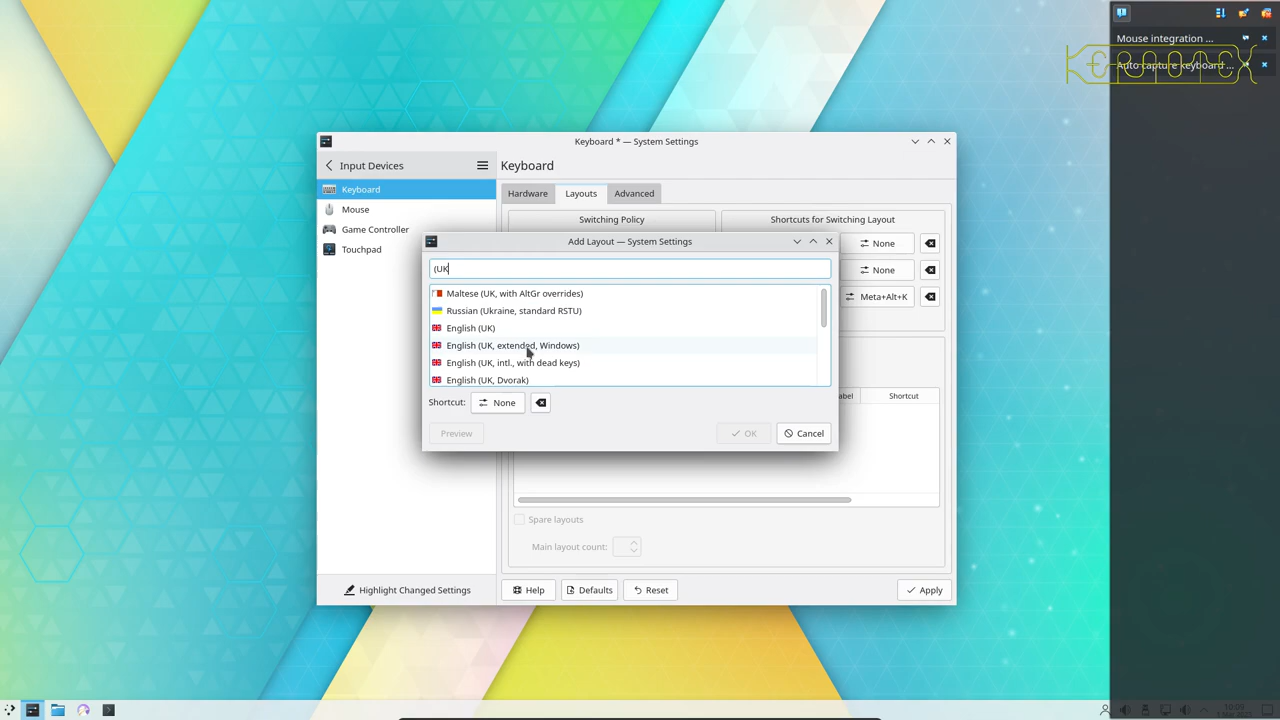 Mouse integration ...
KERNOTEX
Auto capture keyboard ...
Keyboard * — System Settings
Input Devices
Keyboard
Keyboard
Mouse
Game Controller
Touchpad
Hardware
Layouts
Advanced
Switching Policy
Shortcuts for Switching Layout
None
None
Meta+Alt+K
Add Layout — System Settings
(UK
Maltese (UK, with AltGr overrides)
Russian (Ukraine, standard RSTU)
English (UK)
English (UK, extended, Windows)
English (UK, intl., with dead keys)
English (UK, Dvorak)
Shortcut:
None
Preview
OK
Cancel
abel
Shortcut
Spare layouts
Main layout count:
Highlight Changed Settings
Help
Defaults
Reset
Apply
10:09